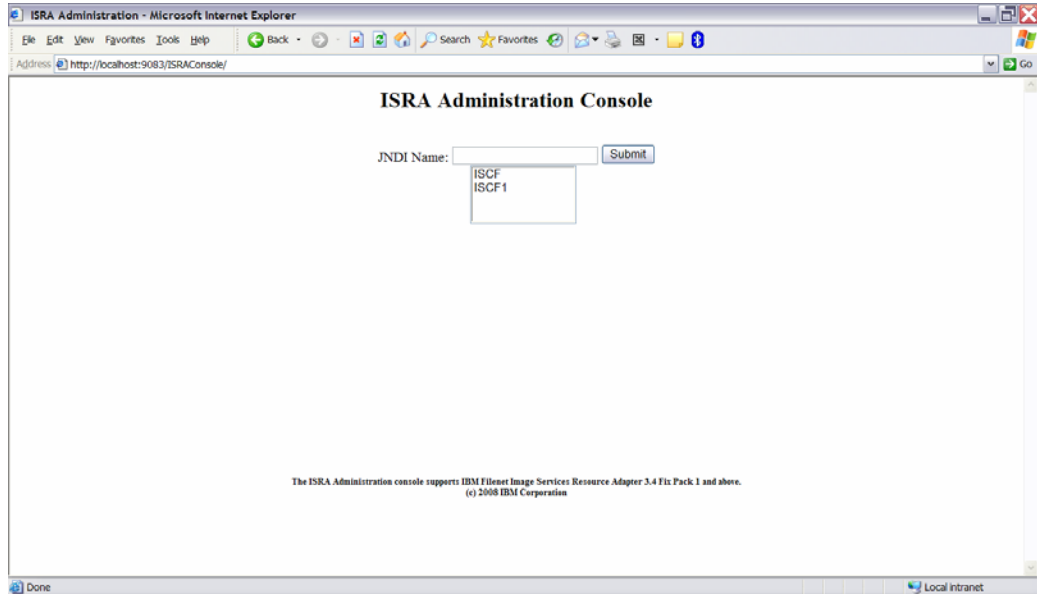 ISRA Administration - Microsoft Internet Explorer
File Edit View Favorites Tools Help Back Search Favorites
Address http://localhost:9083/ISRAConsole/ Go
ISRA Administration Console
JNDI Name: Submit
ISCF
ISCF1
The ISRA Administration console supports IBM Filenet Image Services Resource Adapter 3.4 Fix Pack 1 and above.
(c) 2008 IBM Corporation
Done Local intranet